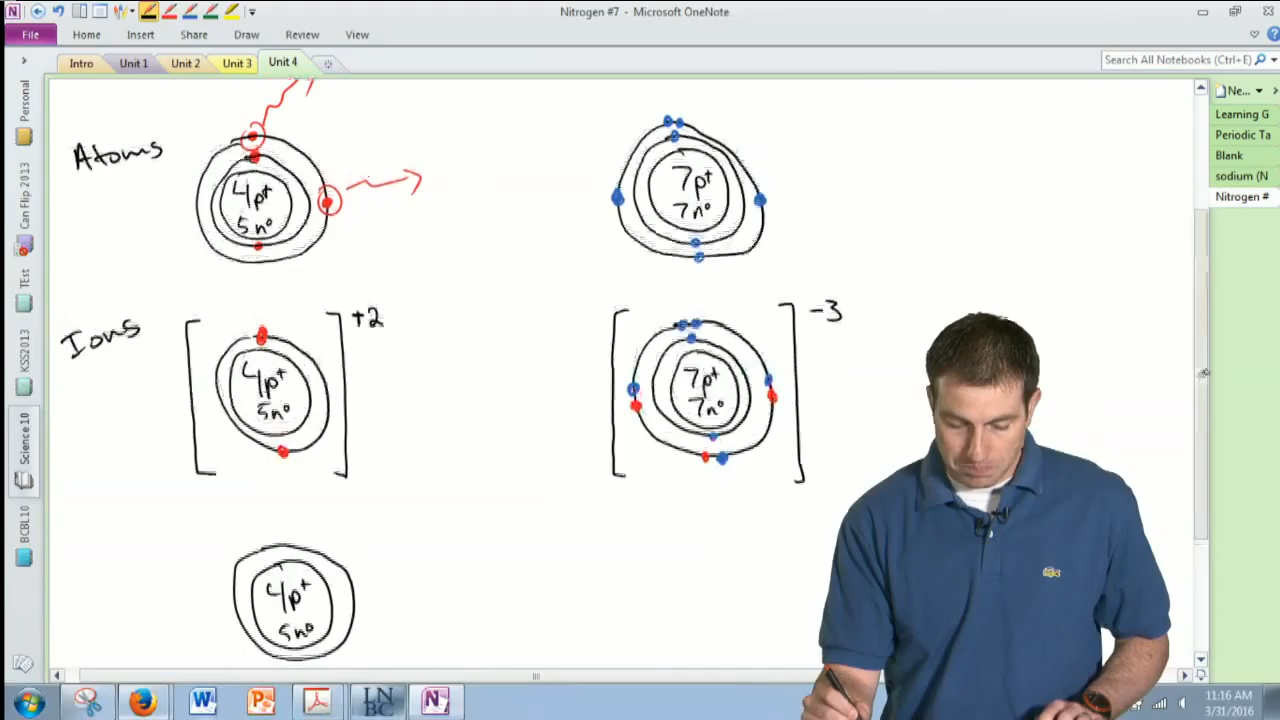 Nitrogen #7 - Microsoft OneNote
File Home Insert Share Draw Review View
Intro Unit 1 Unit 2 Unit 3 Unit 4
Search All Notebooks (Ctrl+E)
Ne...
Learning G
Periodic Ta
Blank
sodium (N
Nitrogen #
Personal
Can Flip 2013
TEst
KSS2013
Science 10
BCBL10
Atoms
4p+
5n°
7p+
7n°
Ions
4p+
5n°
+2
7p+
7n°
-3
4p+
5n°
LN
BC
11:16 AM
3/31/2016